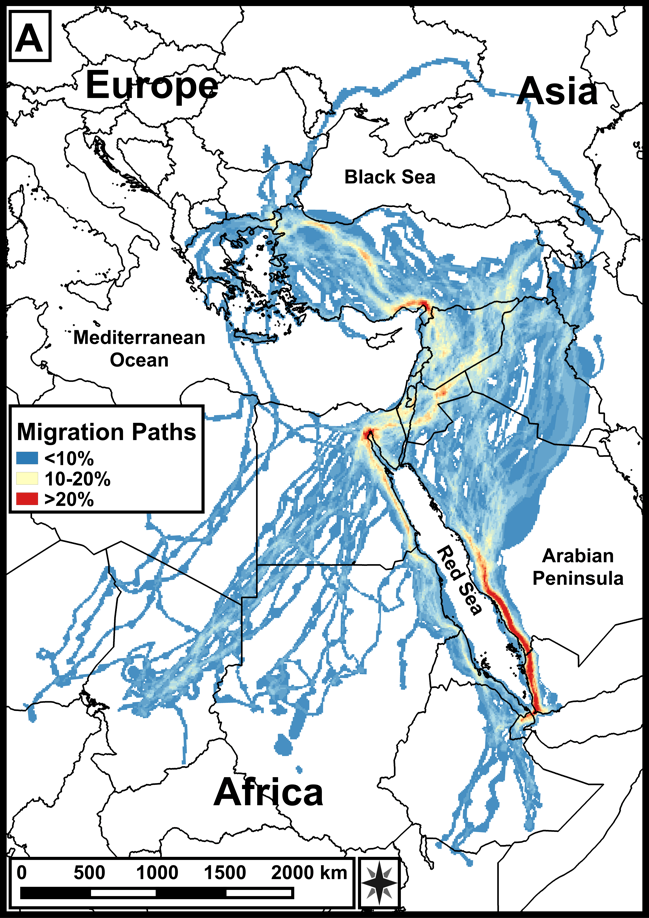 A
Europe
Asia
Black Sea
Mediterranean
Ocean
Migration Paths
<10%
10-20%
>20%
Red Sea
Arabian
Peninsula
Africa
0 500 1000 1500 2000 km